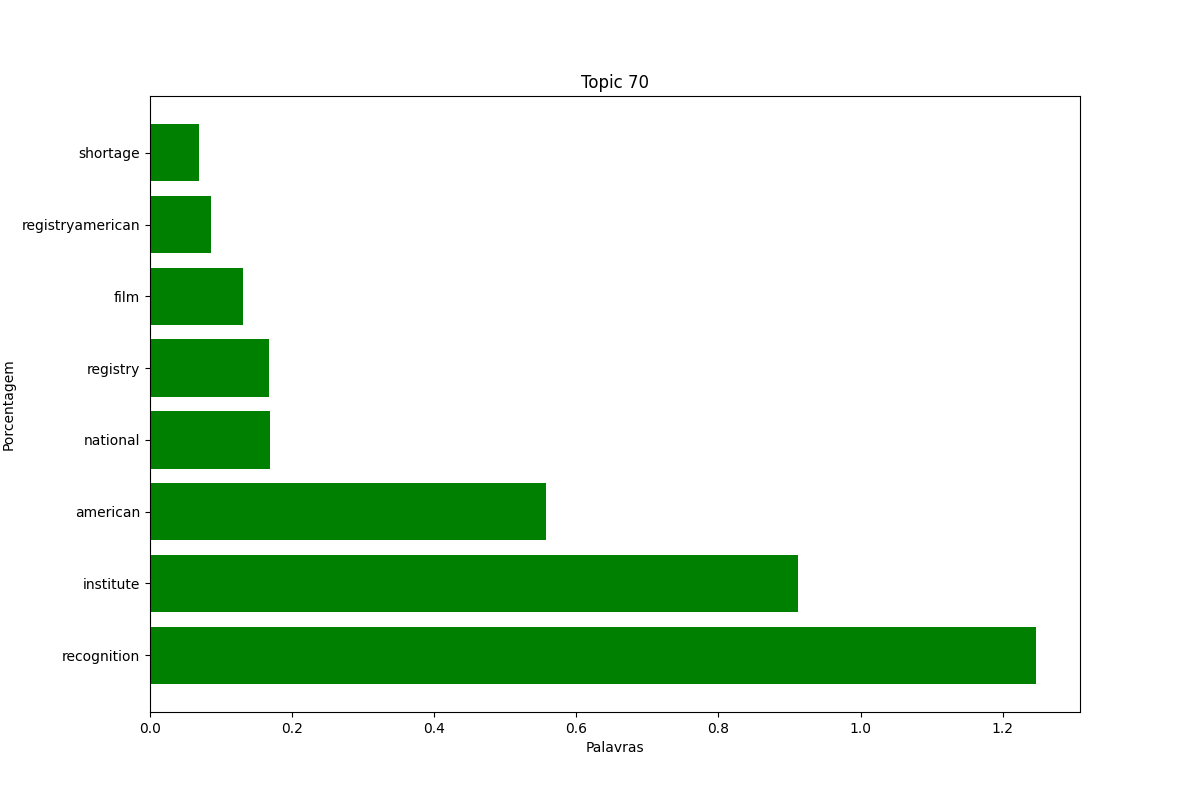 Topic 70
shortage
registryamerican
film
registry
national
american
institute
recognition
Porcentagem
0.0 0.2 0.4 0.6 0.8 1.0 1.2
Palavras